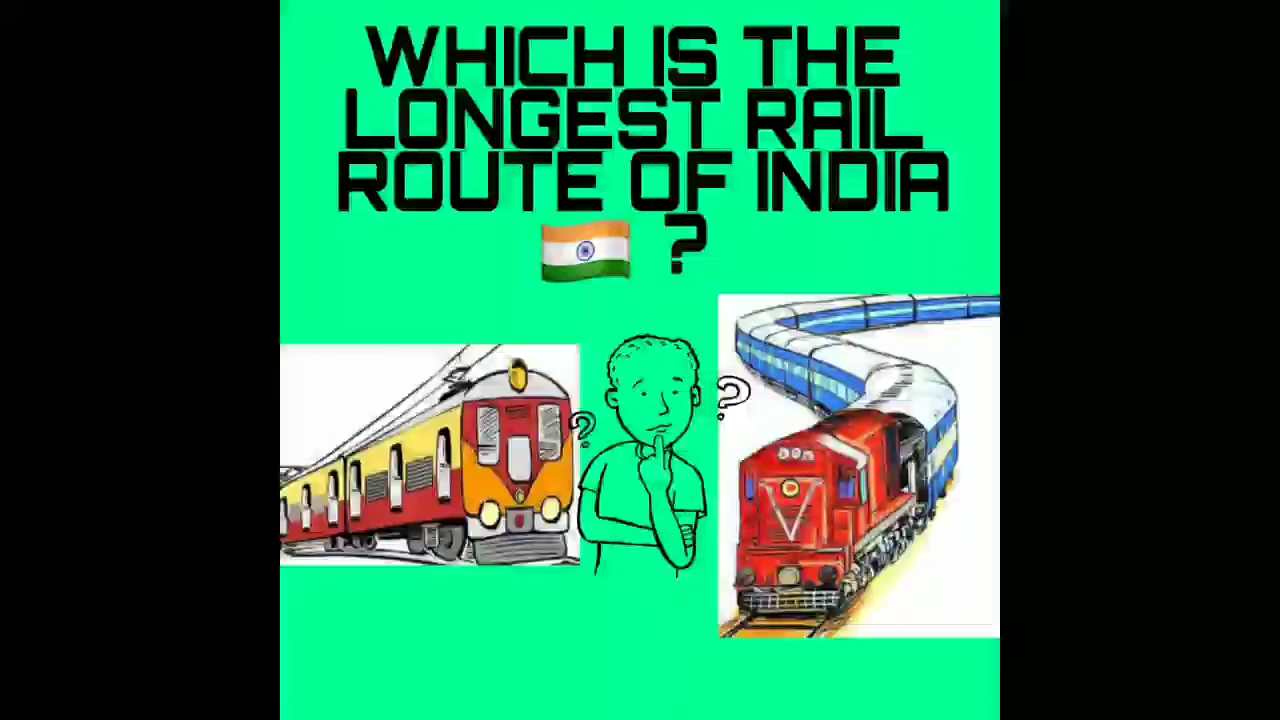 WHICH IS THE
LONGEST RAIL
ROUTE OF INDIA
🇮🇳 ?